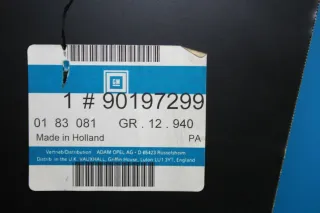 GM
1 # 90197299
01 83 081 GR. 12. 940
Made in Holland PA
Vertrieb/Distribution ADAM OPEL AG · D-65423 Rüsselsheim
Distrib. in the U.K. VAUXHALL, Griffin House, Luton LU1 3YT, England